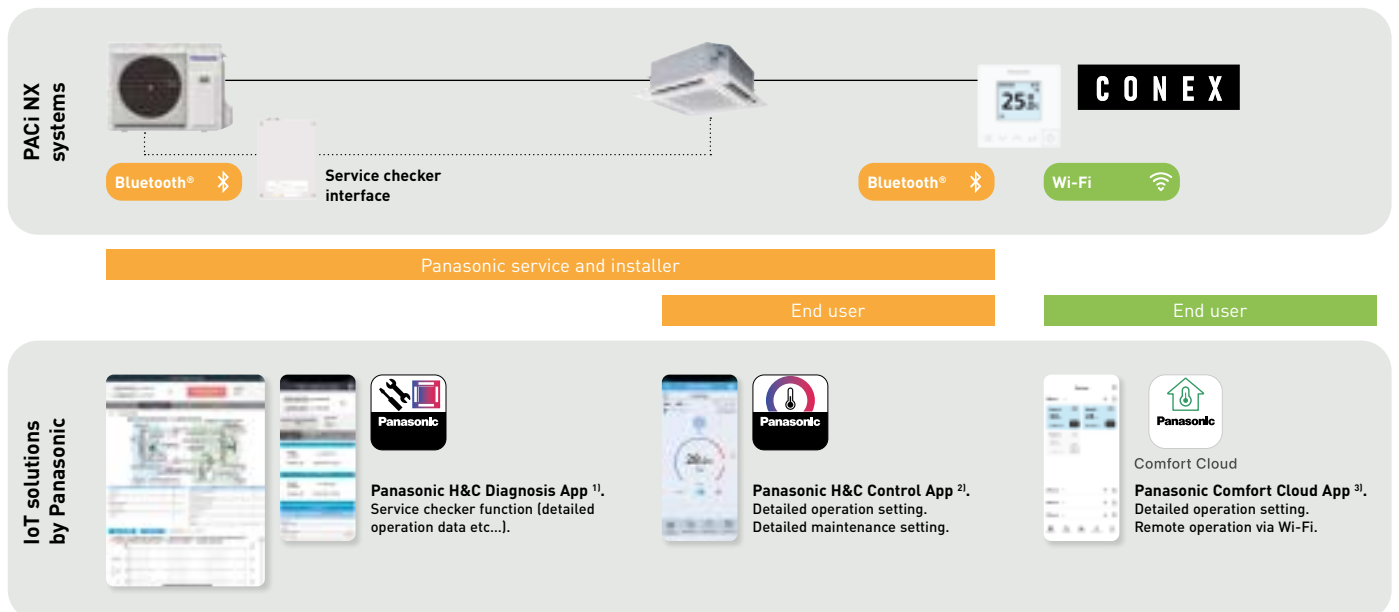 PACi NX
systems
CONEX
25
Bluetooth®
Service checker
interface
Bluetooth®
Wi-Fi
Panasonic service and installer
End user
End user
IoT solutions
by Panasonic
Panasonic
Panasonic H&C Diagnosis App 1).
Service checker function (detailed
operation data etc...).
Panasonic
Panasonic H&C Control App 2).
Detailed operation setting.
Detailed maintenance setting.
Panasonic
Comfort Cloud
Panasonic Comfort Cloud App 3).
Detailed operation setting.
Remote operation via Wi-Fi.